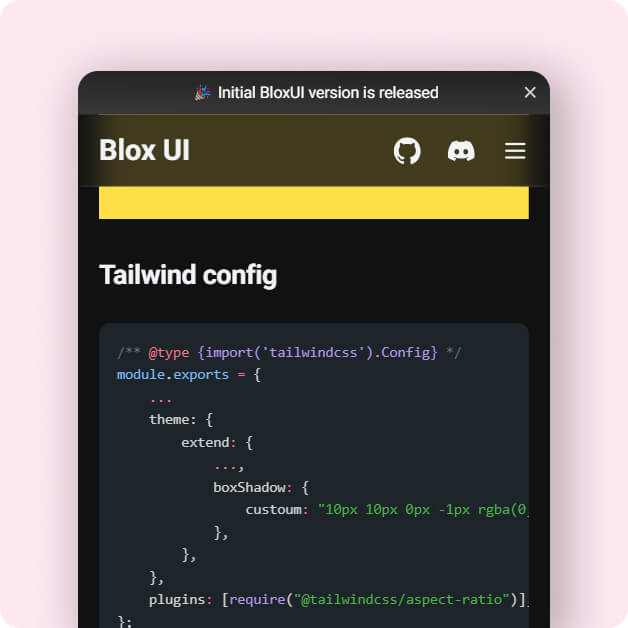 🎉 Initial BloxUI version is released ✕
Blox UI
Tailwind config
/** @type {import('tailwindcss').Config} */
module.exports = {
    ...
    theme: {
        extend: {
            ...,
            boxShadow: {
                custoum: "10px 10px 0px -1px rgba(0,
            },
        },
    },
    plugins: [require("@tailwindcss/aspect-ratio")],
};